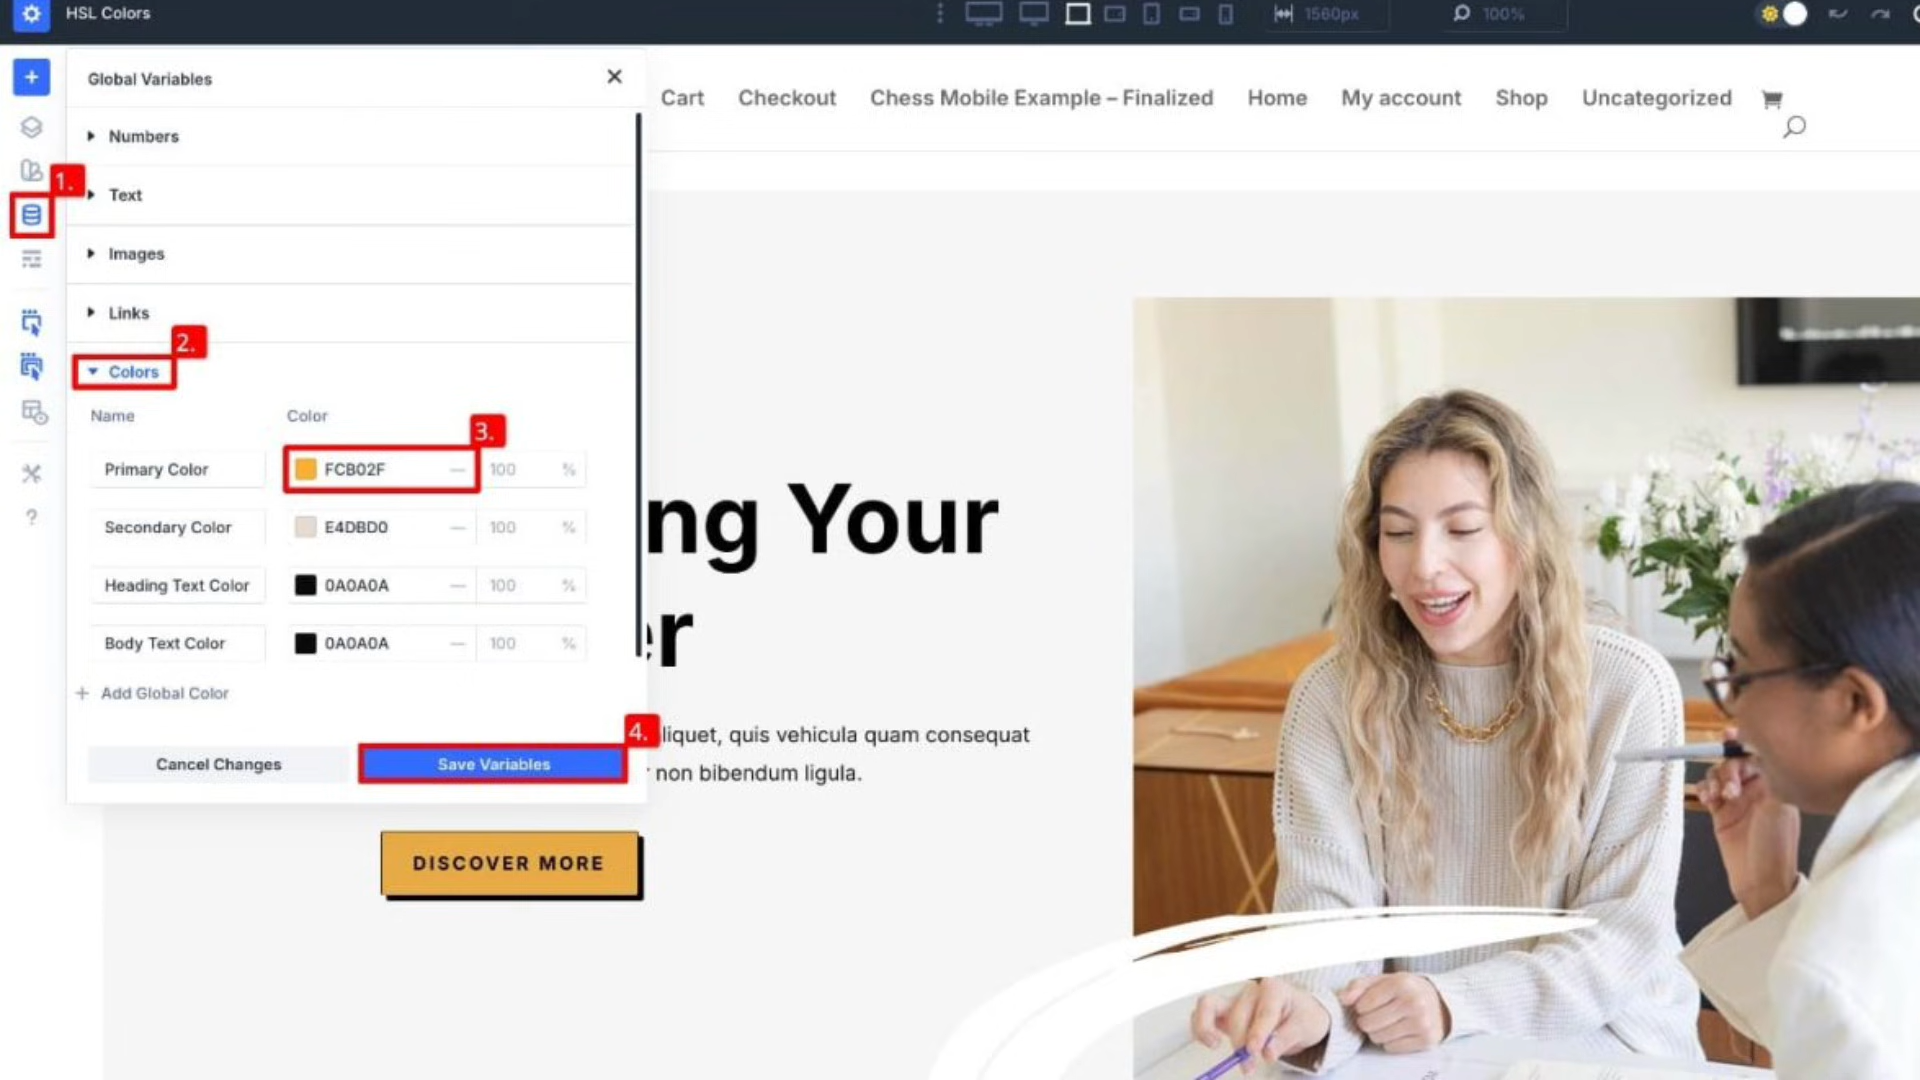 HSL Colors
1560px
100%
Global Variables
Cart
Checkout
Chess Mobile Example – Finalized
Home
My account
Shop
Uncategorized
Numbers
1.
Text
Images
Links
2.
Colors
Name
Color
3.
Primary Color
FCB02F
100
%
Secondary Color
E4DBD0
100
%
Heading Text Color
0A0A0A
100
%
Body Text Color
0A0A0A
100
%
ng Your
r
+ Add Global Color
4.
liquet, quis vehicula quam consequat
Cancel Changes
Save Variables
non bibendum ligula.
DISCOVER MORE
?